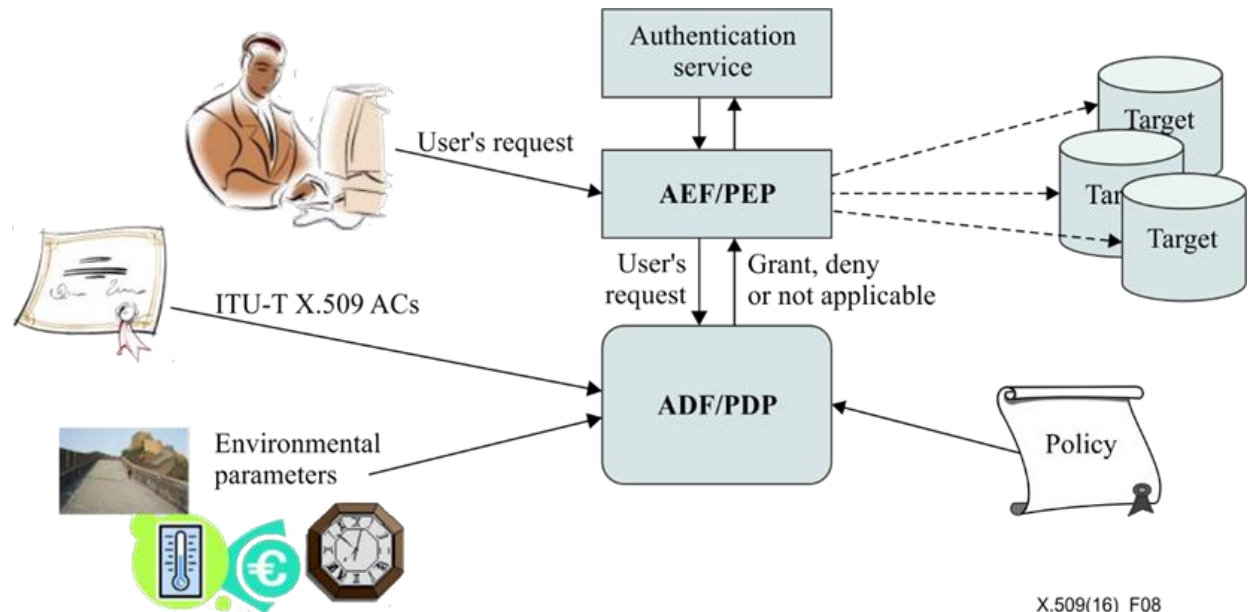 Authentication
service
User's request
AEF/PEP
Target
Tar
Target
User's
request
Grant, deny
or not applicable
ITU-T X.509 ACs
ADF/PDP
Environmental
parameters
Policy
X.509(16)_F08